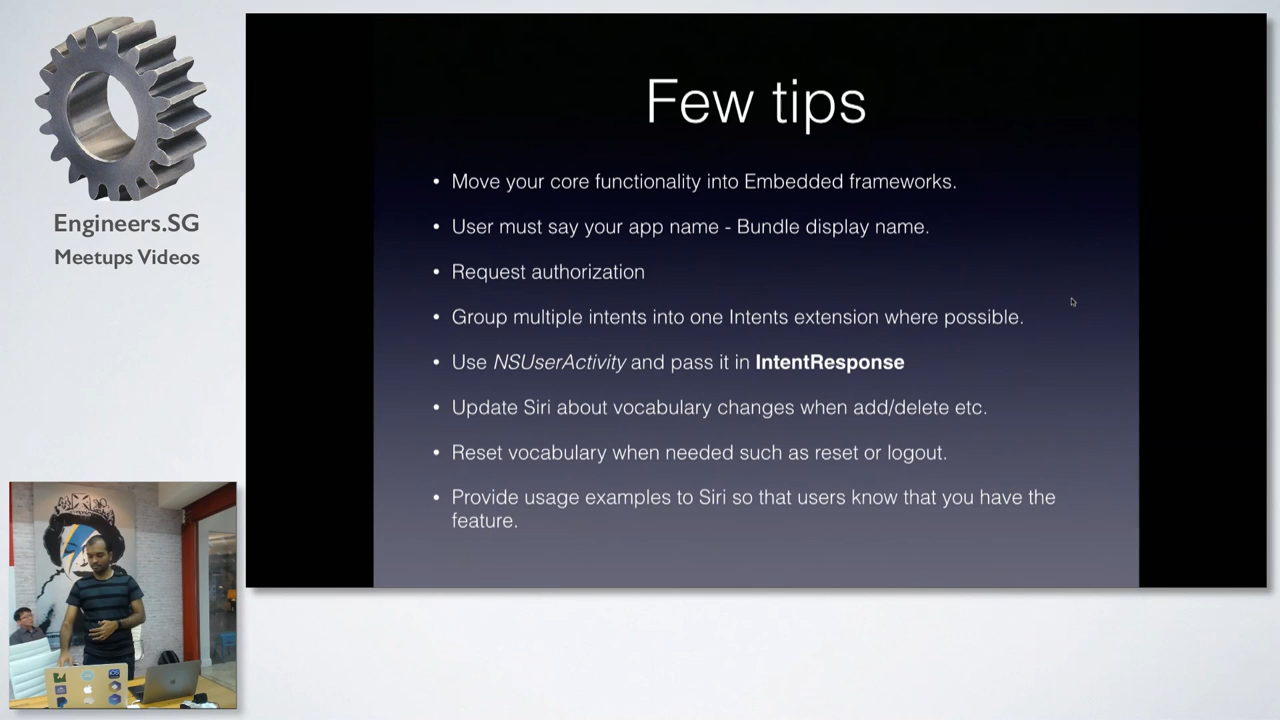 Engineers.SG
Meetups Videos
Few tips
• Move your core functionality into Embedded frameworks.
• User must say your app name - Bundle display name.
• Request authorization
• Group multiple intents into one Intents extension where possible.
• Use NSUserActivity and pass it in IntentResponse
• Update Siri about vocabulary changes when add/delete etc.
• Reset vocabulary when needed such as reset or logout.
• Provide usage examples to Siri so that users know that you have the
feature.